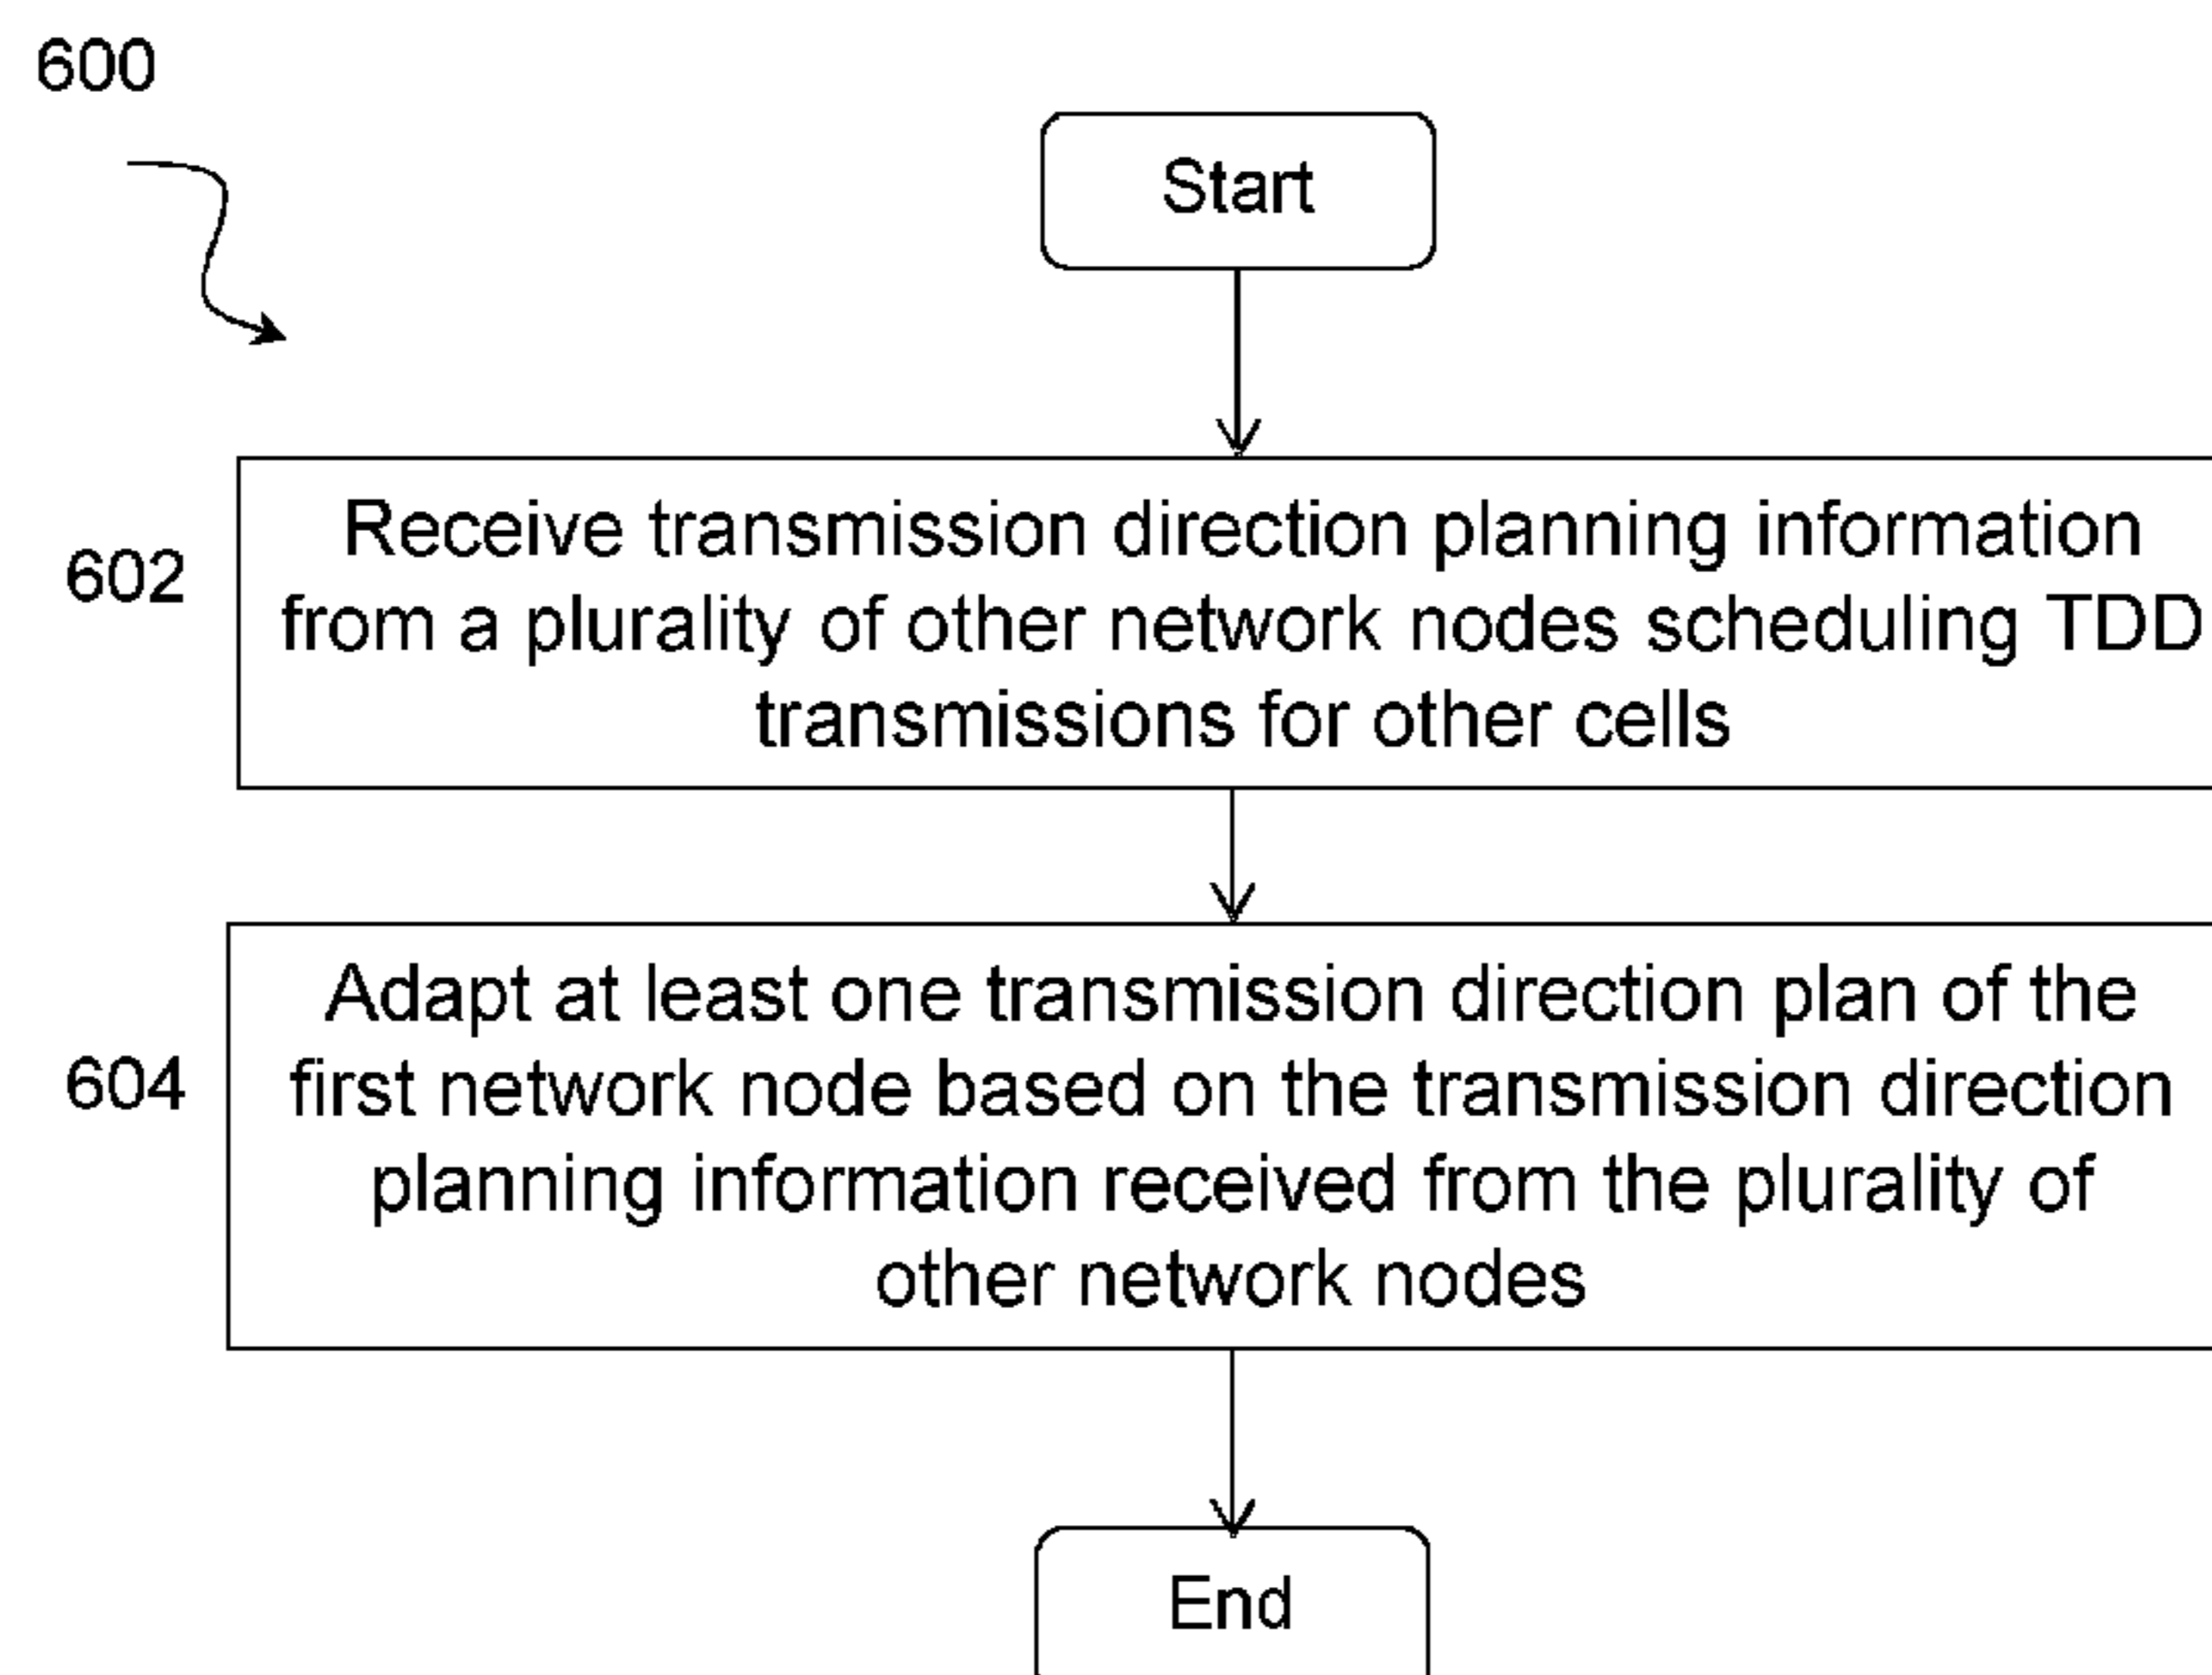 600
Start
602
Receive transmission direction planning information
from a plurality of other network nodes scheduling TDD
transmissions for other cells
604
Adapt at least one transmission direction plan of the
first network node based on the transmission direction
planning information received from the plurality of
other network nodes
End